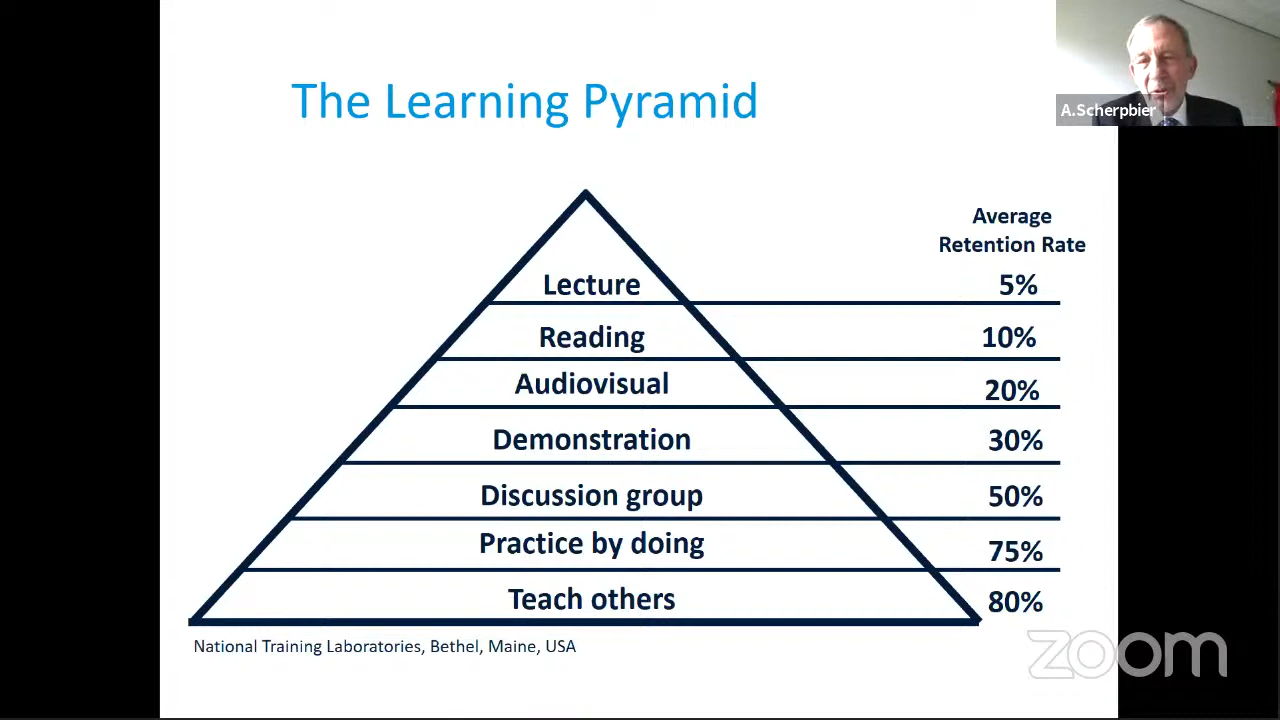 The Learning Pyramid
A.Scherpbier
Average
Retention Rate
Lecture 5%
Reading 10%
Audiovisual 20%
Demonstration 30%
Discussion group 50%
Practice by doing 75%
Teach others 80%
National Training Laboratories, Bethel, Maine, USA
zoom